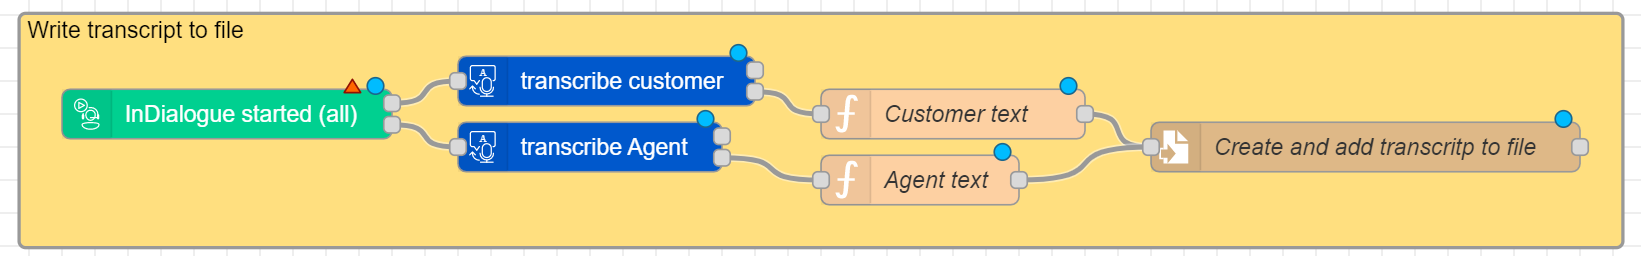 Write transcript to file
transcribe customer
InDialogue started (all)
Customer text
transcribe Agent
Create and add transcritp to file
Agent text